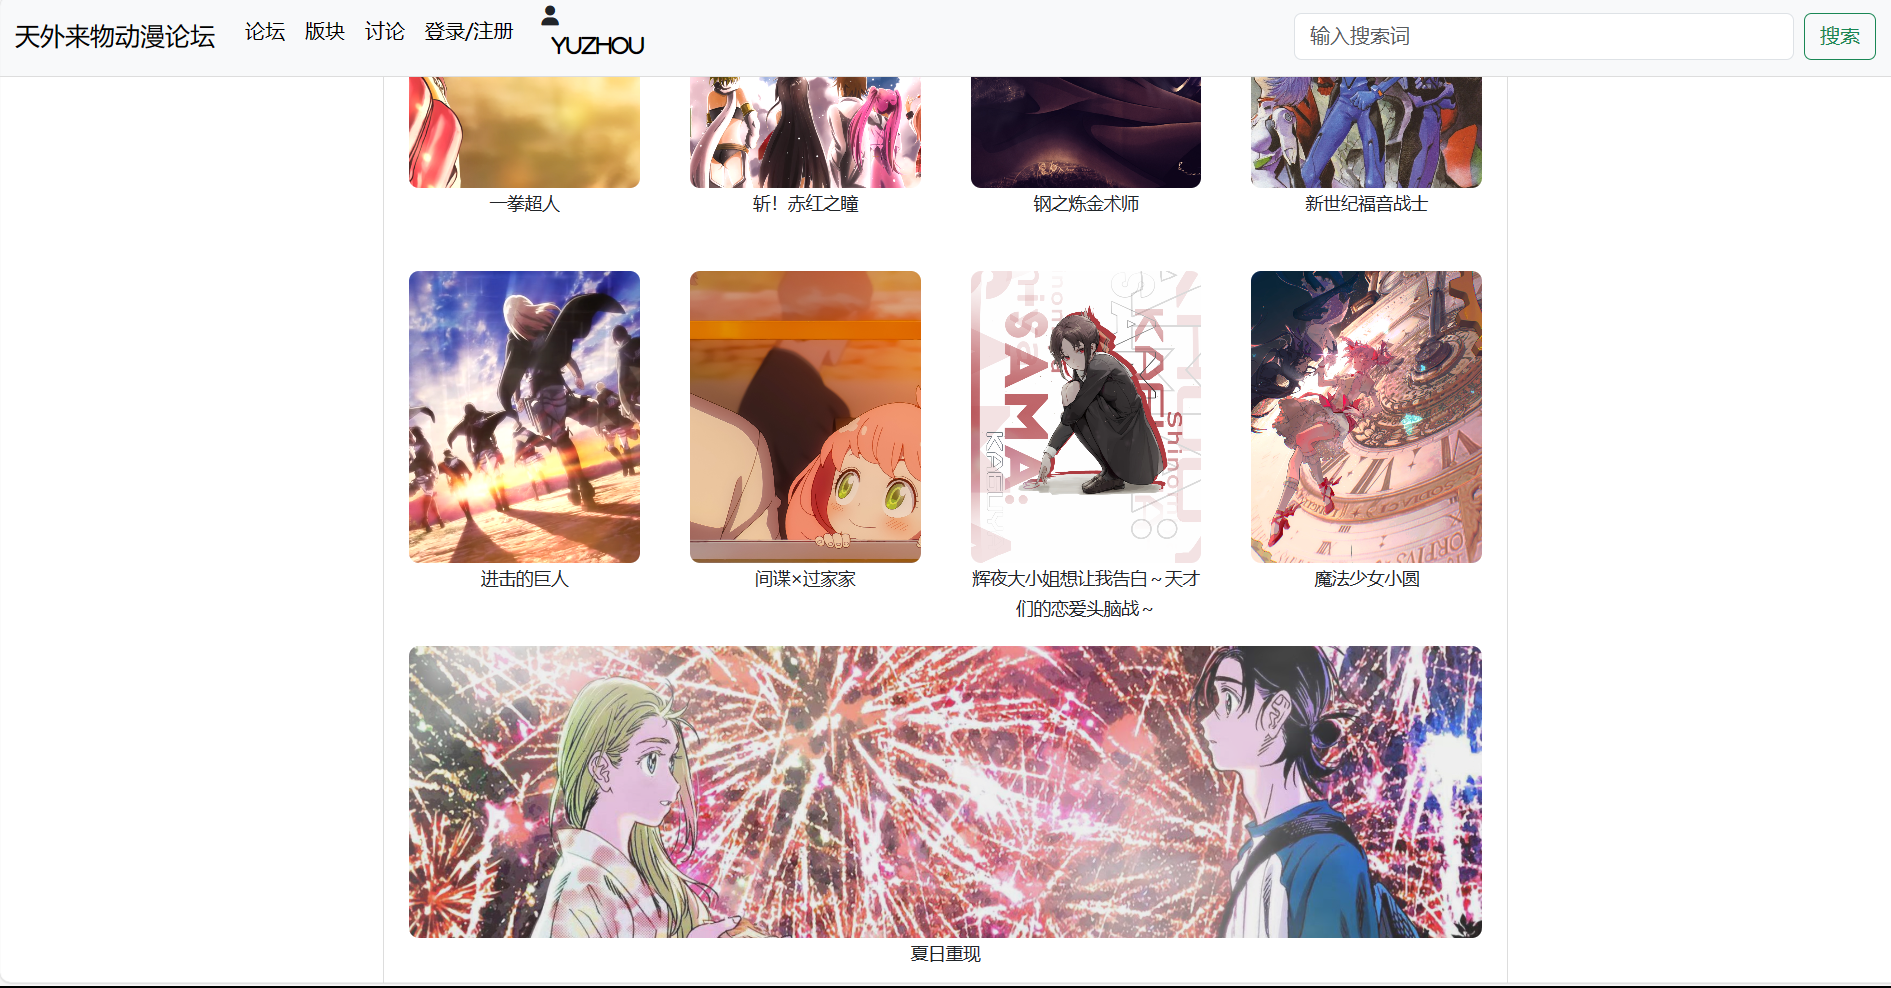 天外来物动漫论坛 论坛 版块 讨论 登录/注册 YUZHOU 输入搜索词 搜索
一拳超人 斩！赤红之瞳 钢之炼金术师 新世纪福音战士
SAMA
KAGUYA
Shinom
进击的巨人 间谍×过家家 辉夜大小姐想让我告白～天才 魔法少女小圆
们的恋爱头脑战～
夏日重现